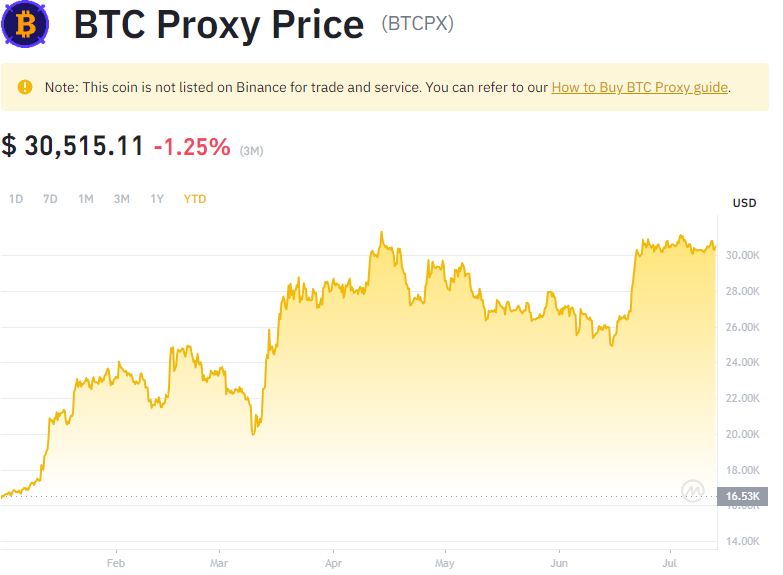 BTC Proxy Price (BTCPX)
Note: This coin is not listed on Binance for trade and service. You can refer to our How to Buy BTC Proxy guide.
$ 30,515.11 -1.25% (3M)
1D 7D 1M 3M 1Y YTD
USD
30.00K
28.00K
26.00K
24.00K
22.00K
20.00K
18.00K
16.53K
16.00K
14.00K
Feb Mar Apr May Jun Jul